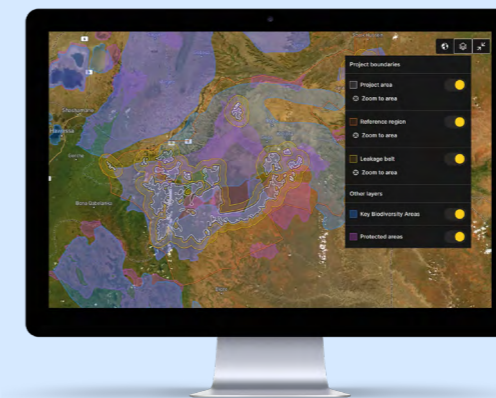 Project boundaries
Project area
Zoom to area
Reference region
Zoom to area
Leakage belt
Zoom to area
Other layers
Key Biodiversity Areas
Protected areas